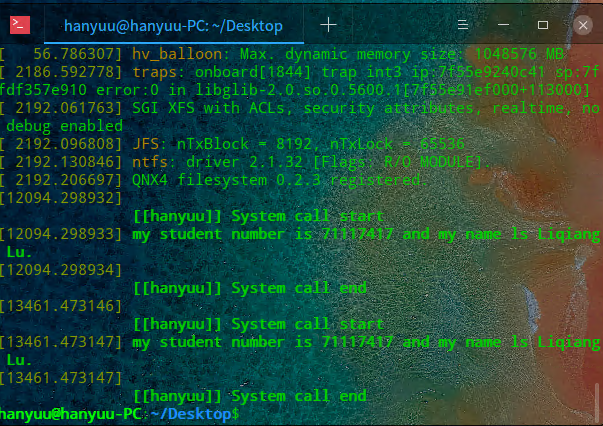 hanyuu@hanyuu-PC: ~/Desktop
[   56.786307] hv_balloon: Max. dynamic memory size: 1048576 MB
[ 2186.592778] traps: onboard[1844] trap int3 ip:7f55e9240c41 sp:7f
fdf357e910 error:0 in libglib-2.0.so.0.5600.1[7f55e91ef000+113000]
[ 2192.061763] SGI XFS with ACLs, security attributes, realtime, no
 debug enabled
[ 2192.096808] JFS: nTxBlock = 8192, nTxLock = 65536
[ 2192.130846] ntfs: driver 2.1.32 [Flags: R/O MODULE].
[ 2192.206697] QNX4 filesystem 0.2.3 registered.
[12094.298932]
               [[hanyuu]] System call start
[12094.298933] my student number is 71117417 and my name ls Liqiang
 Lu.
[12094.298934]
               [[hanyuu]] System call end
[13461.473146]
               [[hanyuu]] System call start
[13461.473147] my student number is 71117417 and my name ls Liqiang
 Lu.
[13461.473147]
               [[hanyuu]] System call end
hanyuu@hanyuu-PC:~/Desktop$